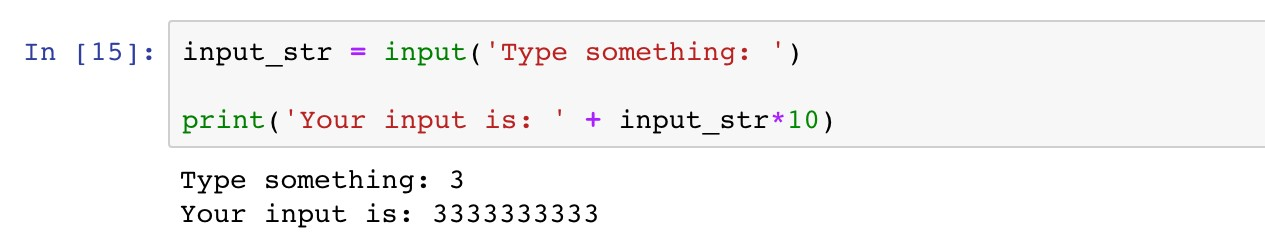 In [15]: input_str = input('Type something: ')
print('Your input is: ' + input_str*10)
Type something: 3
Your input is: 3333333333